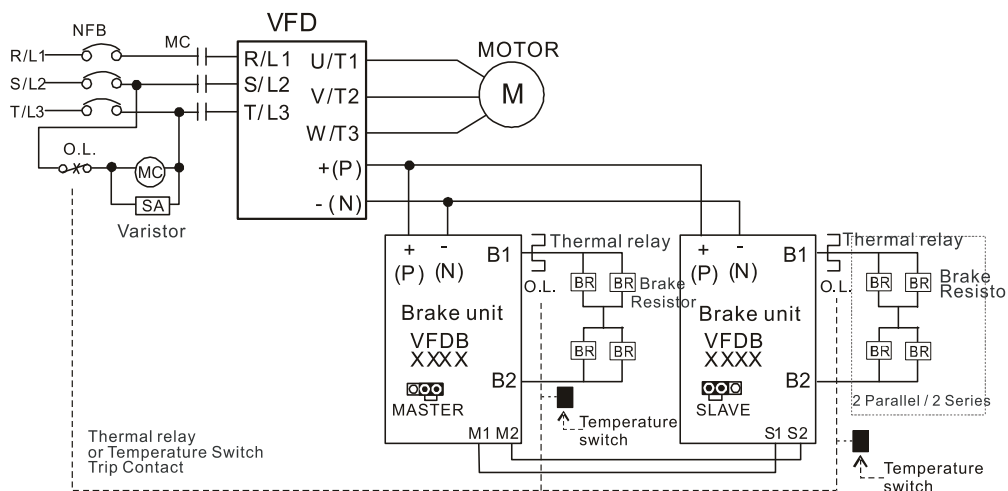 VFD
NFB
MC
MOTOR
R/L1
R/L1
U/T1
S/L2
S/L2
V/T2
M
T/L3
T/L3
W/T3
O.L.
MC
+(P)
SA
-(N)
Varistor
+
(P)
-
(N)
B1
Thermal relay
O.L.
BR
BR
Brake
Resistor
Brake unit
VFDB
XXXX
BR
BR
B2
MASTER
M1 M2
Temperature
switch
+
(P)
-
(N)
B1
Thermal relay
O.L.
BR
BR
Brake
Resisto
Brake unit
VFDB
XXXX
BR
BR
B2
SLAVE
2 Parallel / 2 Series
S1 S2
Temperature
switch
Thermal relay
or Temperature Switch
Trip Contact